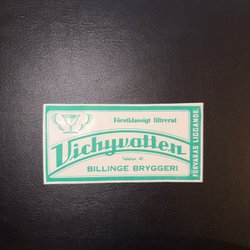 Förstklassigt filtrerat
Vichyvatten
Telefon 41
BILLINGE BRYGGERI
FÖRVARAS LIGGANDE